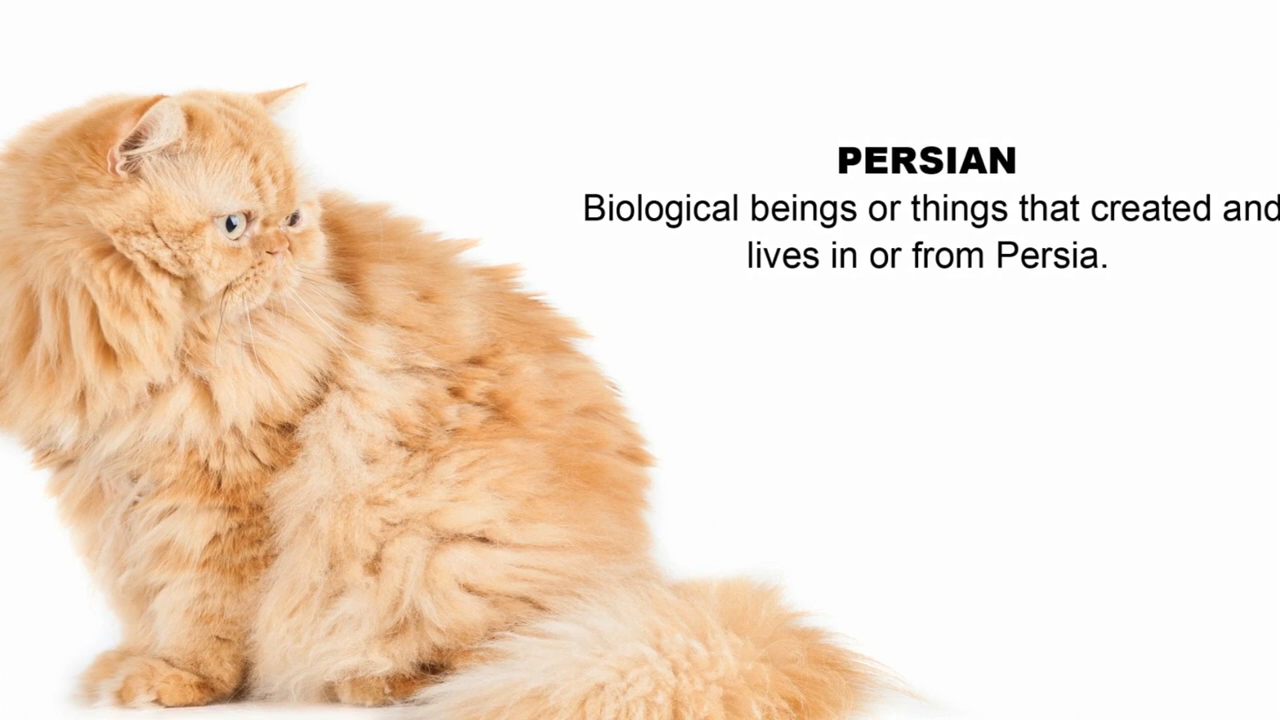 PERSIAN
Biological beings or things that created and
lives in or from Persia.